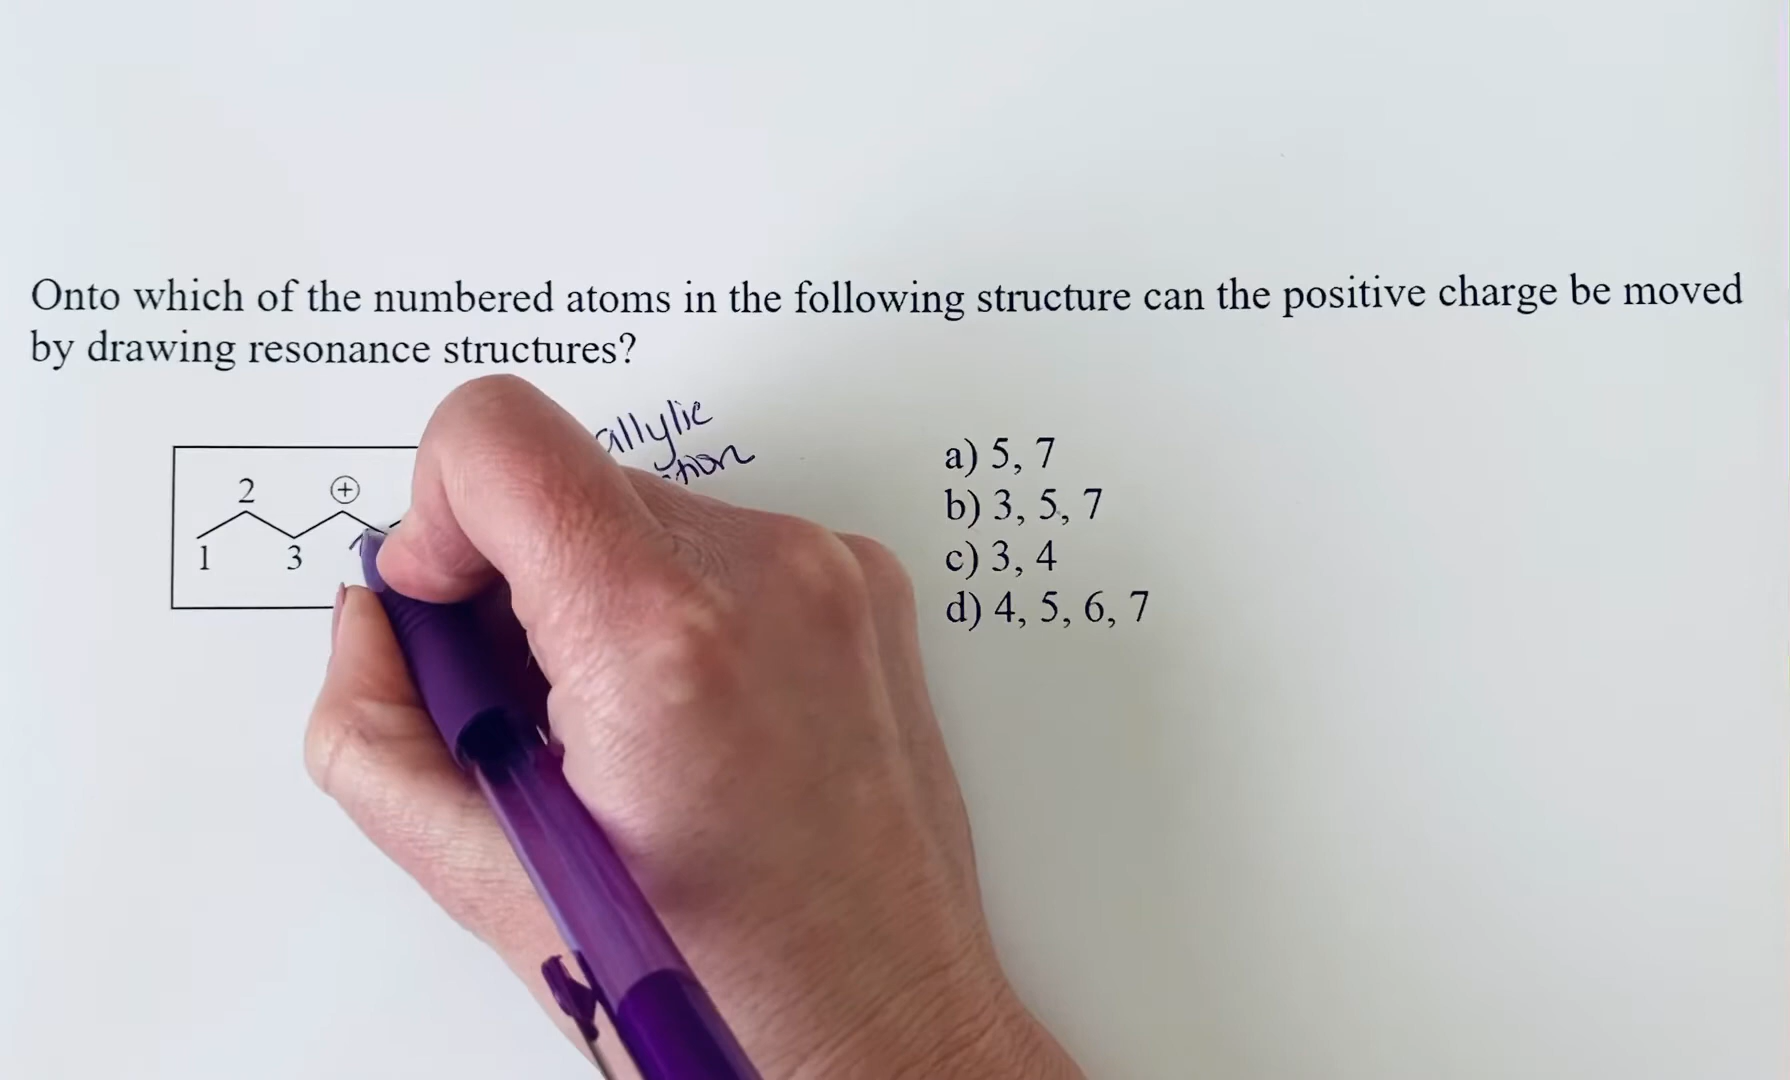 Onto which of the numbered atoms in the following structure can the positive charge be moved
by drawing resonance structures?
allylic
a) 5, 7
b) 3, 5, 7
c) 3, 4
d) 4, 5, 6, 7
2 +
1 3